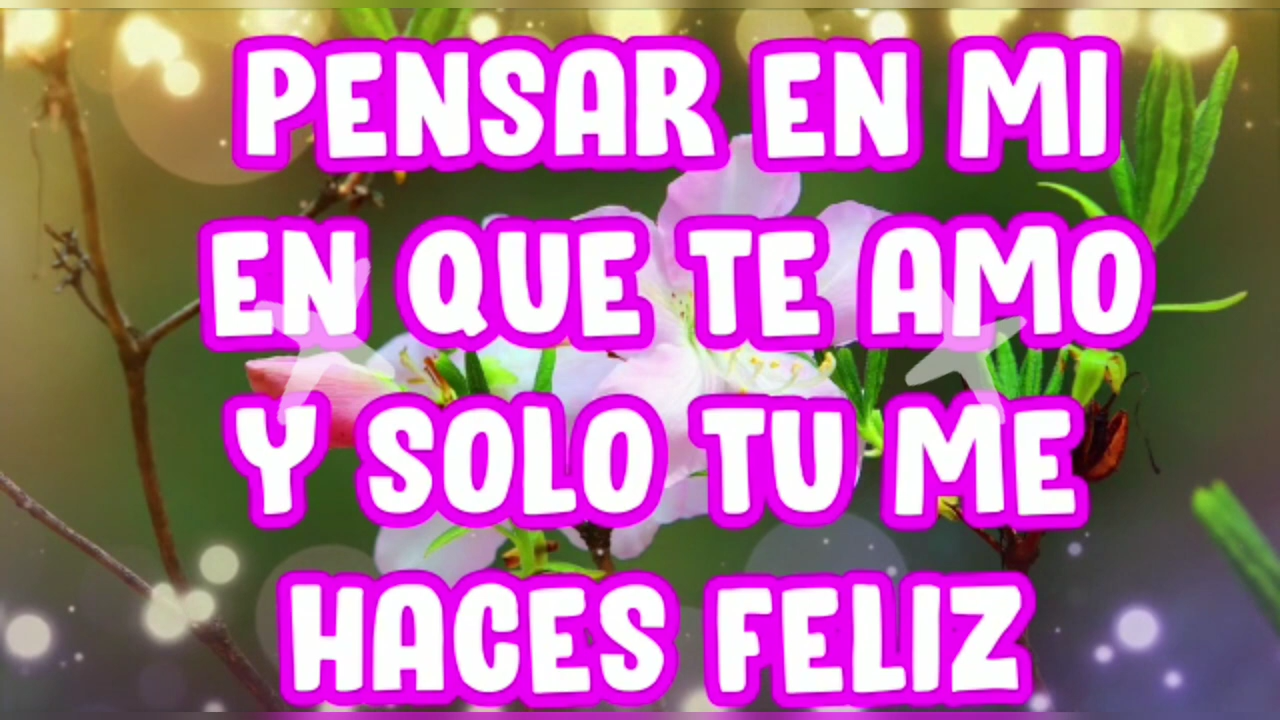 PENSAR EN MI
EN QUE TE AMO
Y SOLO TU ME
HACES FELIZ